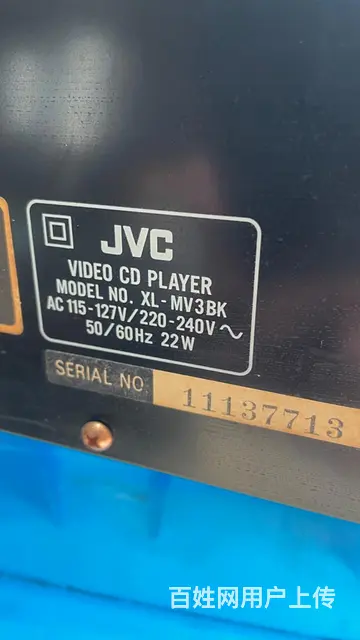 JVC
VIDEO CD PLAYER
MODEL NO. XL-MV3BK
AC 115-127V/220-240V～
50/60Hz 22W
SERIAL NO
11137713
百姓网用户上传